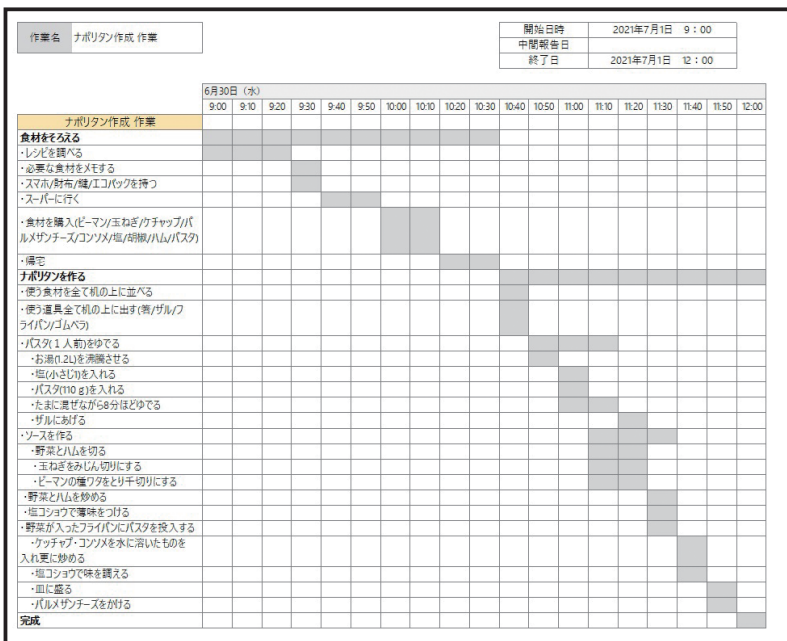 作業名 ナポリタン作成 作業
開始日時 2021年7月1日 9：00
中間報告日
終了日 2021年7月1日 12：00
6月30日（水）
9:00 9:10 9:20 9:30 9:40 9:50 10:00 10:10 10:20 10:30 10:40 10:50 11:00 11:10 11:20 11:30 11:40 11:50 12:00
ナポリタン作成 作業
食材をそろえる
・レシピを調べる
・必要な食材をメモする
・スマホ/財布/鍵/エコバックを持つ
・スーパーに行く
・食材を購入(ピーマン/玉ねぎ/ケチャップ/パ
ルメザンチーズ/コンソメ/塩/胡椒/ハム/パスタ)
・帰宅
ナポリタンを作る
・使う食材を全て机の上に並べる
・使う道具全て机の上に出す(箸/ザル/フ
ライパン/ゴムベラ)
・パスタ(１人前)をゆでる
・お湯(1.2L)を沸騰させる
・塩(小さじ1)を入れる
・パスタ(110ｇ)を入れる
・たまに混ぜながら8分ほどゆでる
・ザルにあげる
・ソースを作る
・野菜とハムを切る
・玉ねぎをみじん切りにする
・ピーマンの種ワタをとり千切りにする
・野菜とハムを炒める
・塩コショウで薄味をつける
・野菜が入ったフライパンにパスタを投入する
・ケッチャプ・コンソメを水に溶いたものを
入れ更に炒める
・塩コショウで味を調える
・皿に盛る
・パルメザンチーズをかける
完成